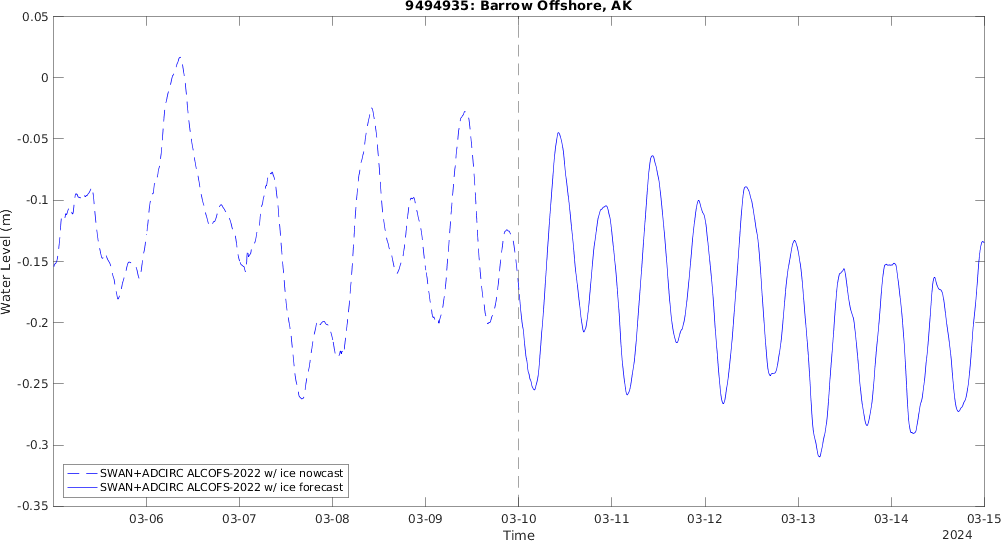 9494935: Barrow Offshore, AK
0.05
0
-0.05
-0.1
-0.15
-0.2
-0.25
-0.3
-0.35
Water Level (m)
SWAN+ADCIRC ALCOFS-2022 w/ ice nowcast
SWAN+ADCIRC ALCOFS-2022 w/ ice forecast
03-06 03-07 03-08 03-09 03-10 03-11 03-12 03-13 03-14 03-15
Time
2024